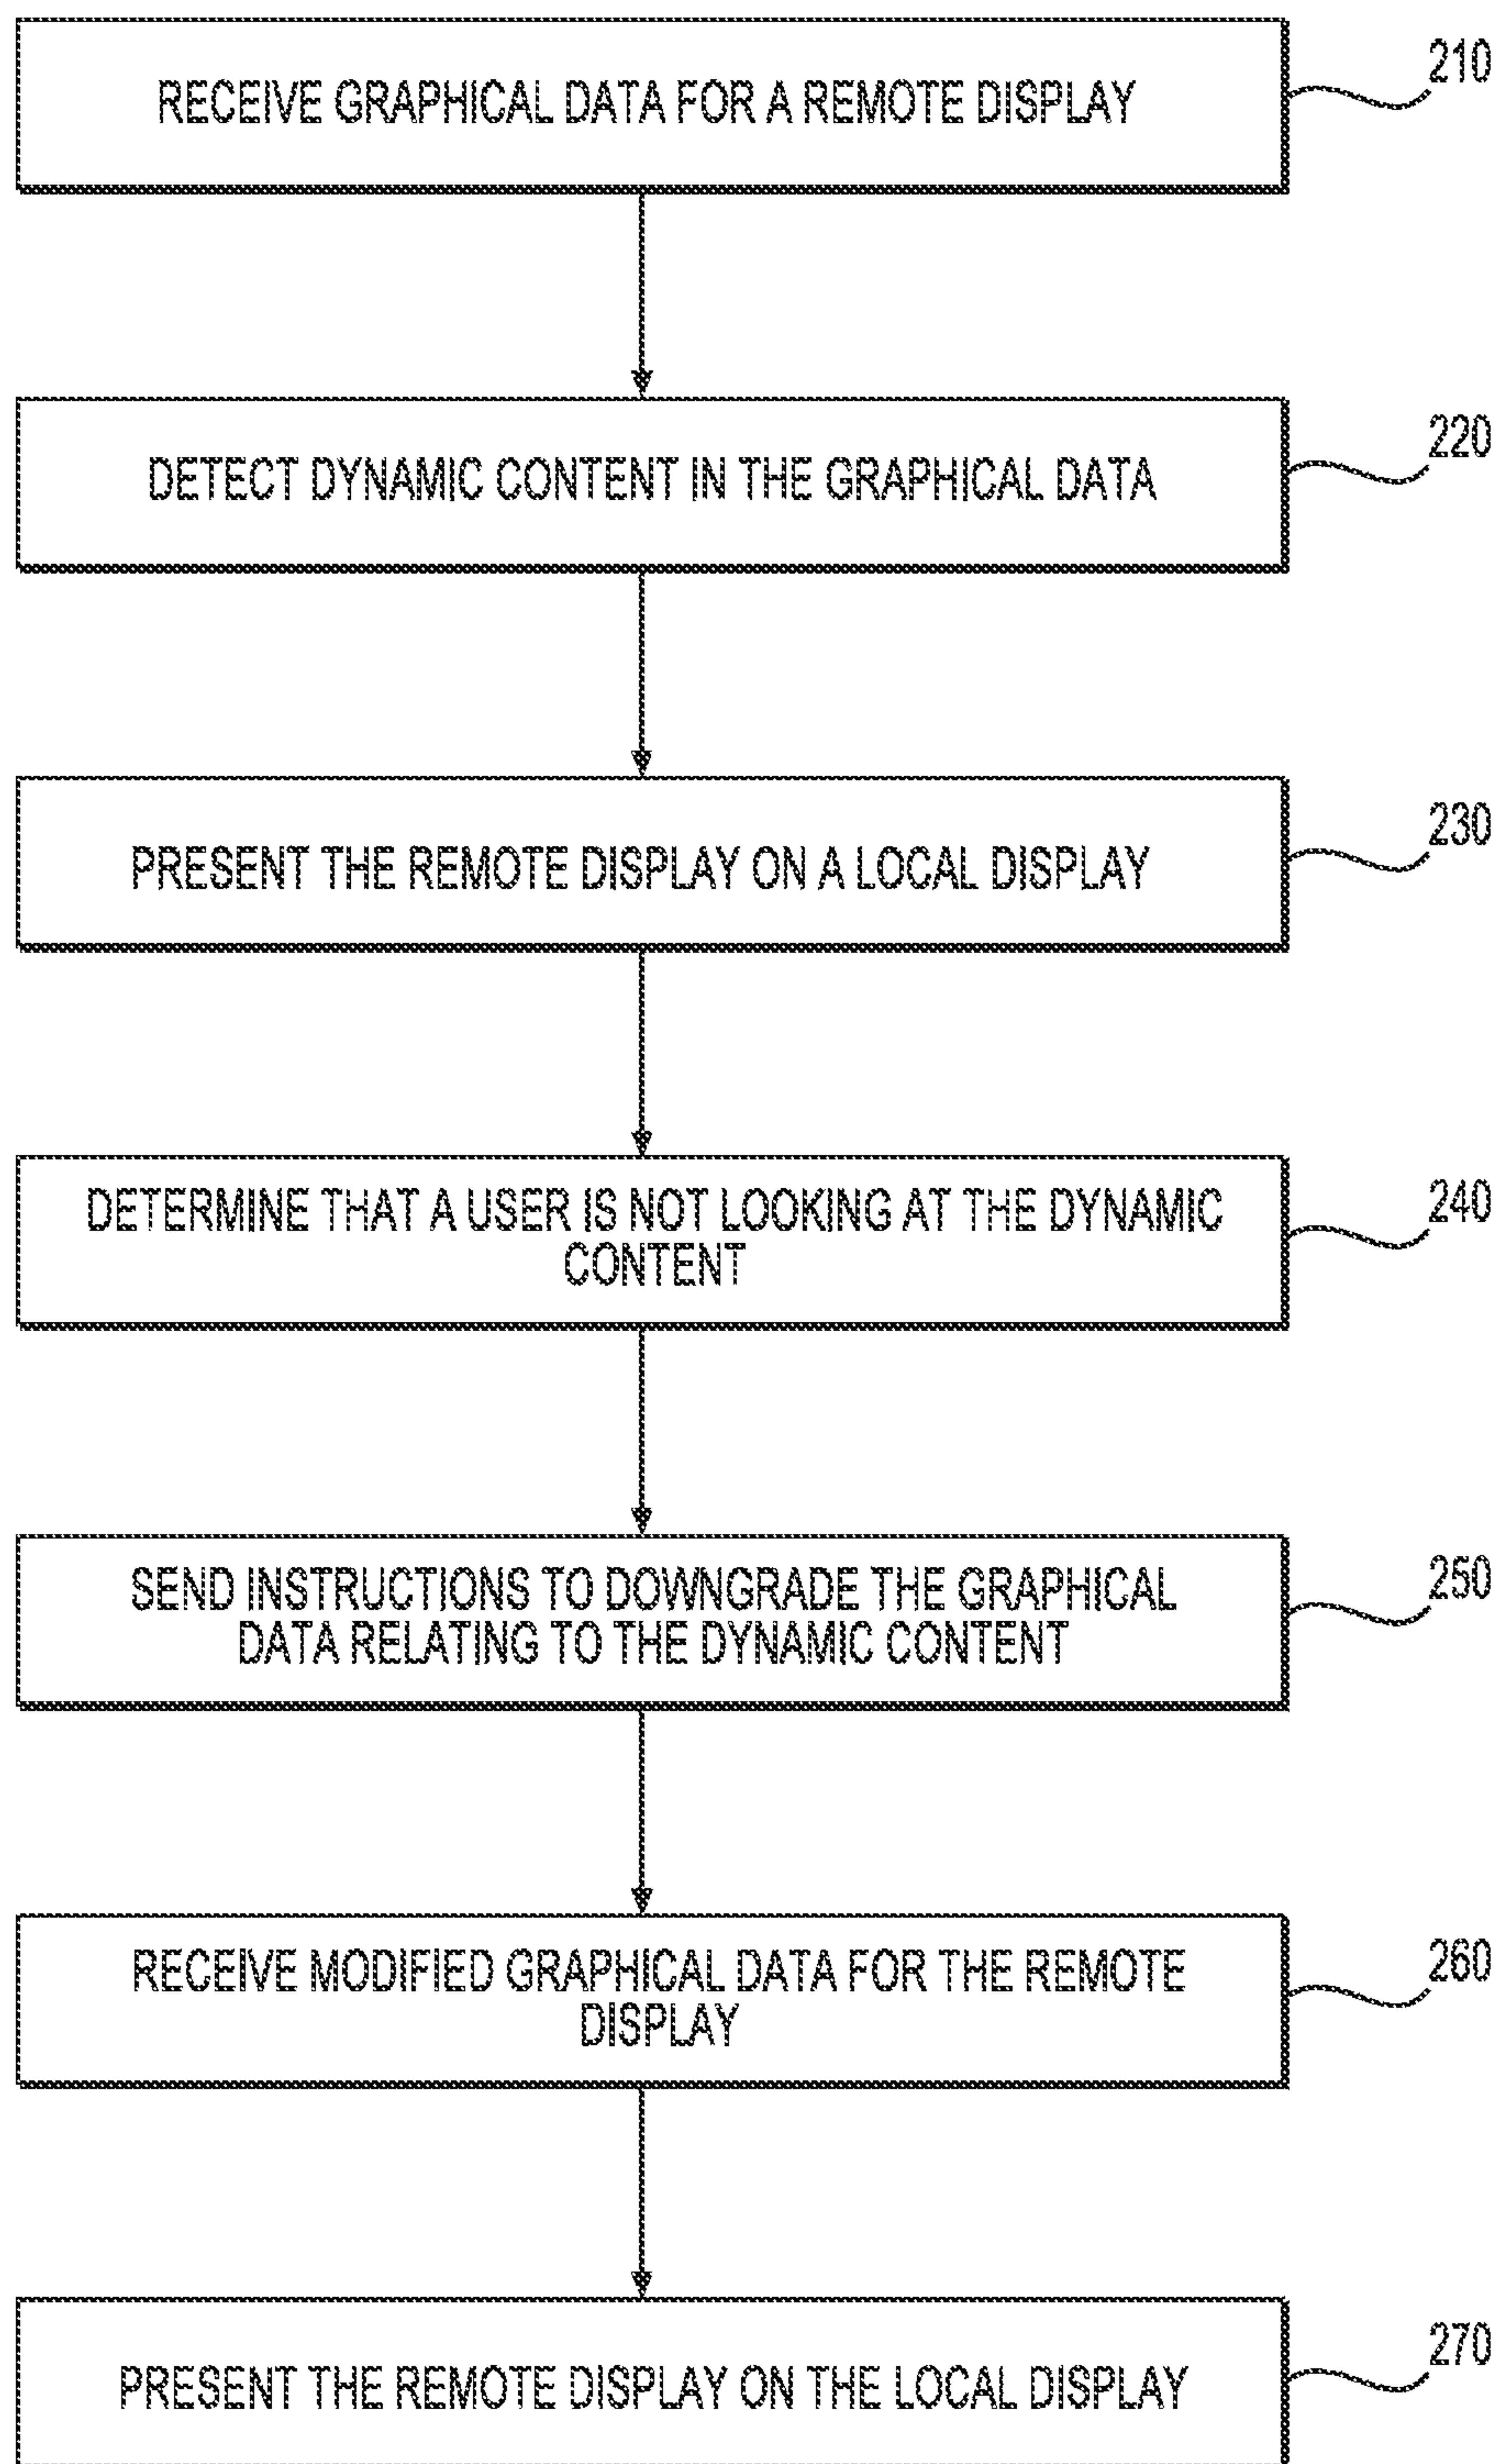 RECEIVE GRAPHICAL DATA FOR A REMOTE DISPLAY
210
DETECT DYNAMIC CONTENT IN THE GRAPHICAL DATA
220
PRESENT THE REMOTE DISPLAY ON A LOCAL DISPLAY
230
DETERMINE THAT A USER IS NOT LOOKING AT THE DYNAMIC
CONTENT
240
SEND INSTRUCTIONS TO DOWNGRADE THE GRAPHICAL
DATA RELATING TO THE DYNAMIC CONTENT
250
RECEIVE MODIFIED GRAPHICAL DATA FOR THE REMOTE
DISPLAY
260
PRESENT THE REMOTE DISPLAY ON THE LOCAL DISPLAY
270